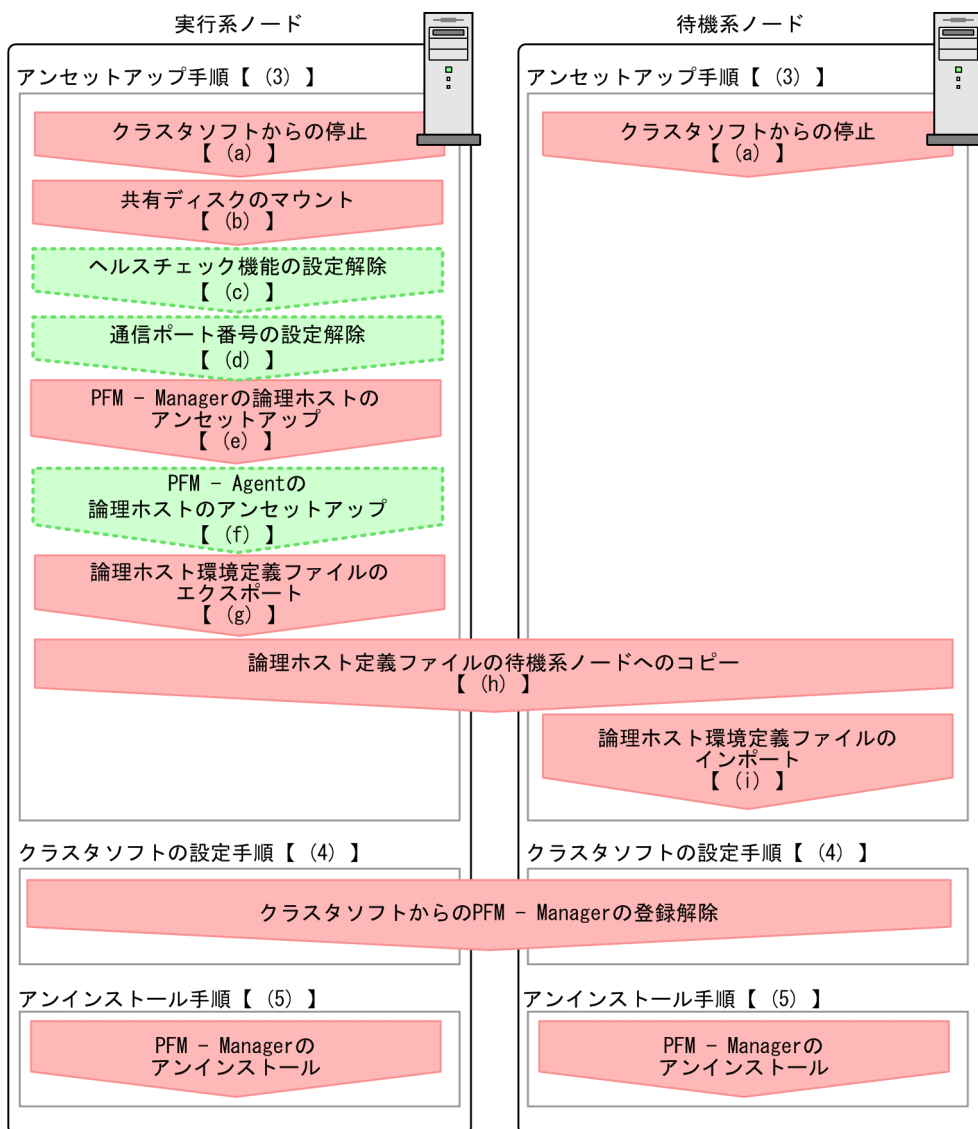 実行系ノード
待機系ノード
アンセットアップ手順【 (3) 】
アンセットアップ手順【 (3) 】
クラスタソフトからの停止
【 (a) 】
クラスタソフトからの停止
【 (a) 】
共有ディスクのマウント
【 (b) 】
ヘルスチェック機能の設定解除
【 (c) 】
通信ポート番号の設定解除
【 (d) 】
PFM - Managerの論理ホストの
アンセットアップ
【 (e) 】
PFM - Agentの
論理ホストのアンセットアップ
【 (f) 】
論理ホスト環境定義ファイルの
エクスポート
【 (g) 】
論理ホスト定義ファイルの待機系ノードへのコピー
【 (h) 】
論理ホスト環境定義ファイルの
インポート
【 (i) 】
クラスタソフトの設定手順【 (4) 】
クラスタソフトの設定手順【 (4) 】
クラスタソフトからのPFM - Managerの登録解除
アンインストール手順【 (5) 】
アンインストール手順【 (5) 】
PFM - Managerの
アンインストール
PFM - Managerの
アンインストール